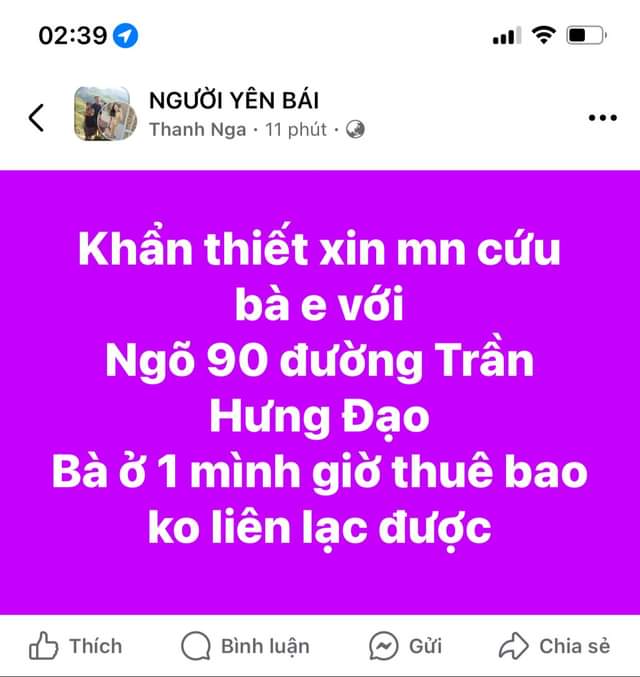 02:39
NGƯỜI YÊN BÁI
Thanh Nga · 11 phút ·
Khẩn thiết xin mn cứu
bà e với
Ngõ 90 đường Trần
Hưng Đạo
Bà ở 1 mình giờ thuê bao
ko liên lạc được
Thích Bình luận Gửi Chia sẻ